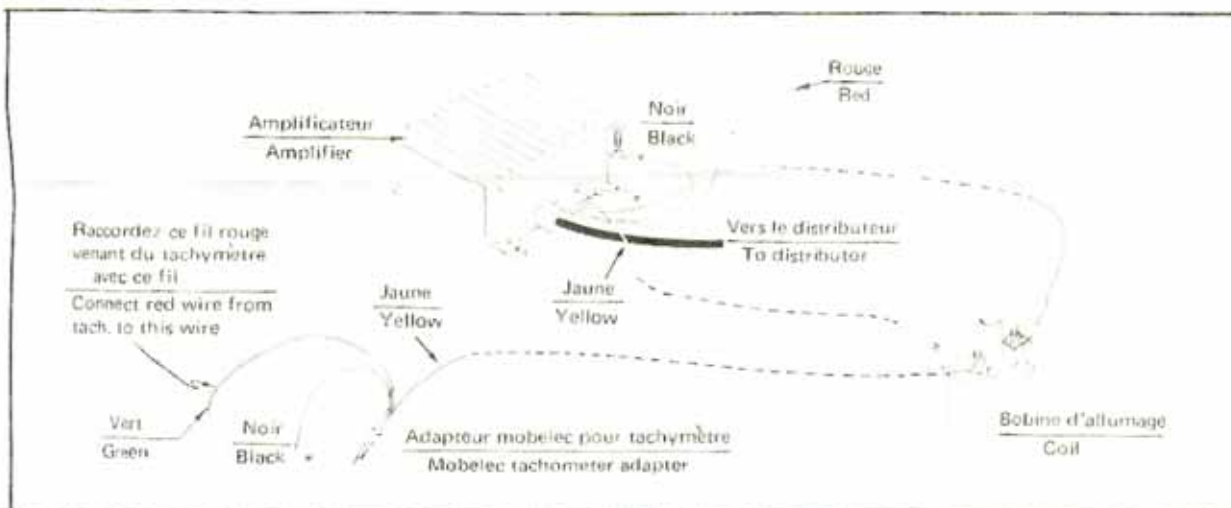 Rouge
Red
Noir
Black
Amplificateur
Amplifier
Vers le distributeur
To distributor
Raccordez ce fil rouge
venant du tachymètre
avec ce fil
Connect red wire from
tach. to this wire
Jaune
Yellow
Jaune
Yellow
Vert
Green
Noir
Black
Adapteur mobelec pour tachymètre
Mobelec tachometer adapter
Bobine d'allumage
Coil